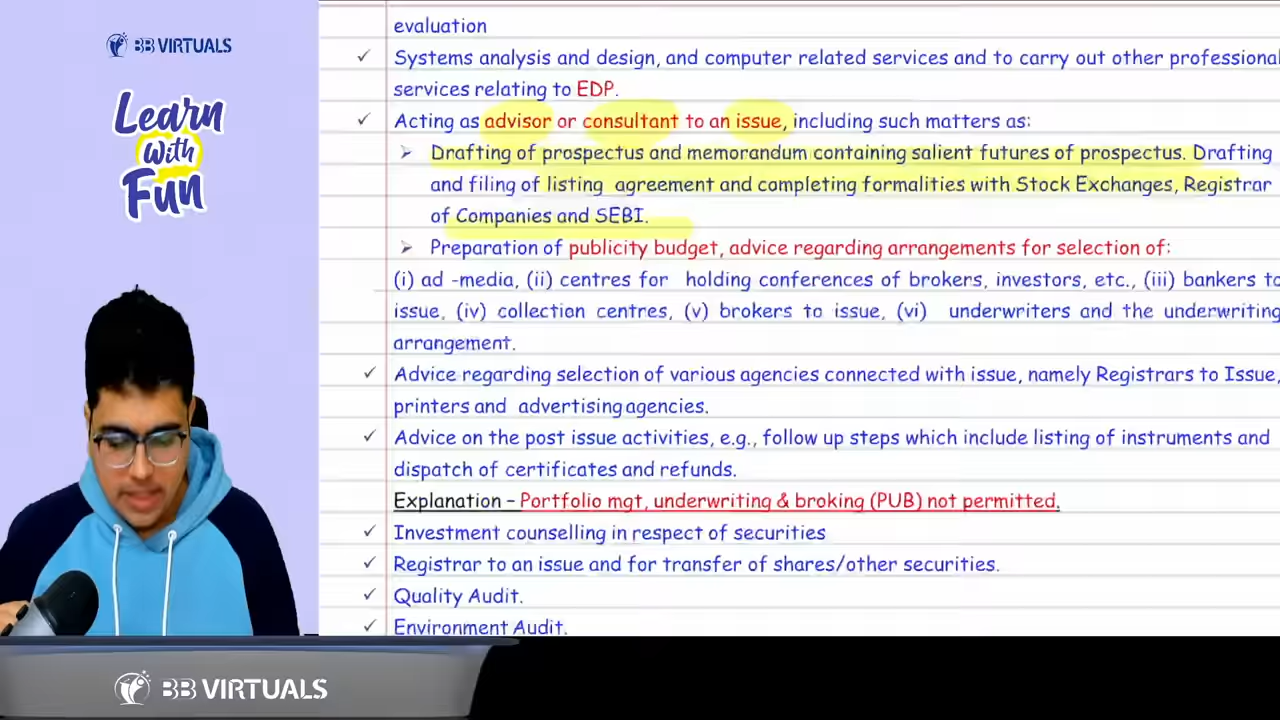 BB VIRTUALS
Learn
With
Fun
evaluation
✓ Systems analysis and design, and computer related services and to carry out other professional
services relating to EDP.
✓ Acting as advisor or consultant to an issue, including such matters as:
➢ Drafting of prospectus and memorandum containing salient futures of prospectus. Drafting
and filing of listing agreement and completing formalities with Stock Exchanges, Registrar
of Companies and SEBI.
➢ Preparation of publicity budget, advice regarding arrangements for selection of:
(i) ad -media, (ii) centres for holding conferences of brokers, investors, etc., (iii) bankers to
issue, (iv) collection centres, (v) brokers to issue, (vi) underwriters and the underwriting
arrangement.
✓ Advice regarding selection of various agencies connected with issue, namely Registrars to Issue,
printers and advertising agencies.
✓ Advice on the post issue activities, e.g., follow up steps which include listing of instruments and
dispatch of certificates and refunds.
Explanation – Portfolio mgt, underwriting & broking (PUB) not permitted.
✓ Investment counselling in respect of securities
✓ Registrar to an issue and for transfer of shares/other securities.
✓ Quality Audit.
✓ Environment Audit.
BB VIRTUALS